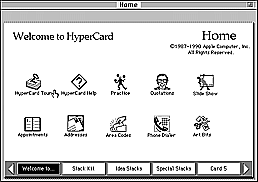 Home
Welcome to HyperCard
Home
©1987-1990 Apple Computer, Inc.
All Rights Reserved.
HyperCard Tour
HyperCard Help
Practice
Quotations
Slide Show
Appointments
Addresses
Area Codes
Phone Dialer
Art Bits
Welcome to...
Stack Kit
Idea Stacks
Special Stacks
Card 5